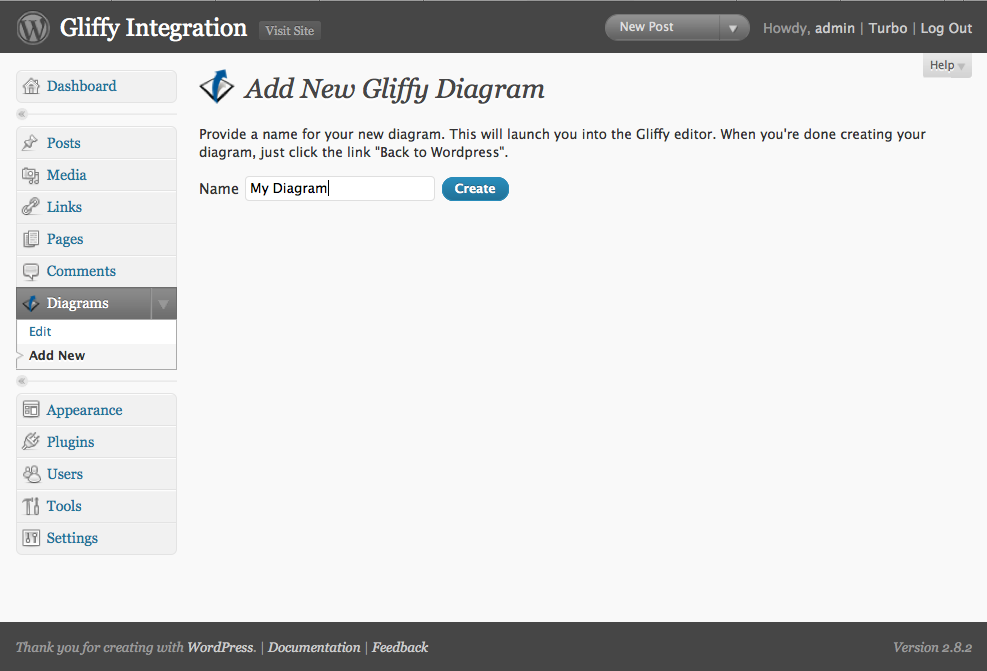 Gliffy Integration Visit Site New Post Howdy, admin | Turbo | Log Out
Help
Dashboard
Posts
Media
Links
Pages
Comments
Diagrams
Edit
Add New
Appearance
Plugins
Users
Tools
Settings
Add New Gliffy Diagram
Provide a name for your new diagram. This will launch you into the Gliffy editor. When you're done creating your
diagram, just click the link "Back to Wordpress".
Name My Diagram Create
Thank you for creating with WordPress. | Documentation | Feedback Version 2.8.2